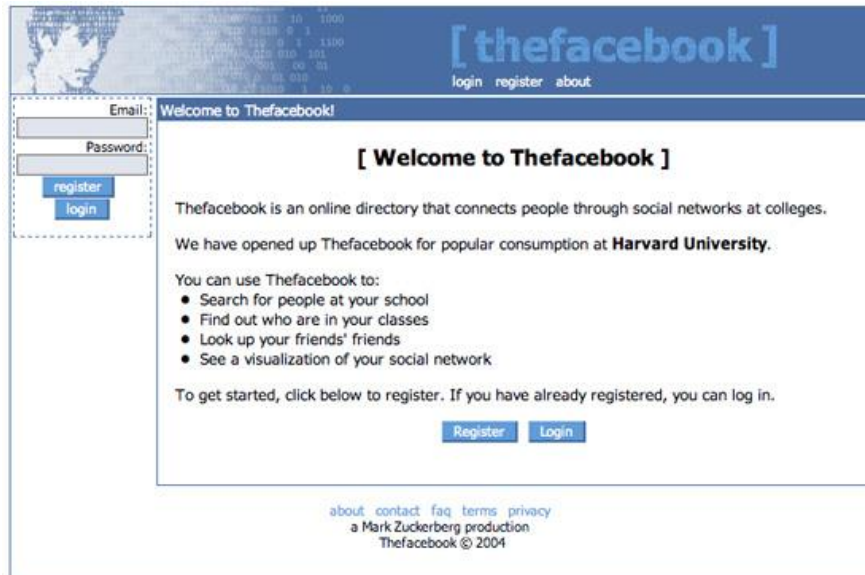 [ thefacebook ]
login register about
Email:
Password:
register
login
Welcome to Thefacebook!
[ Welcome to Thefacebook ]
Thefacebook is an online directory that connects people through social networks at colleges.
We have opened up Thefacebook for popular consumption at Harvard University.
You can use Thefacebook to:
• Search for people at your school
• Find out who are in your classes
• Look up your friends' friends
• See a visualization of your social network
To get started, click below to register. If you have already registered, you can log in.
Register Login
about contact faq terms privacy
a Mark Zuckerberg production
Thefacebook © 2004